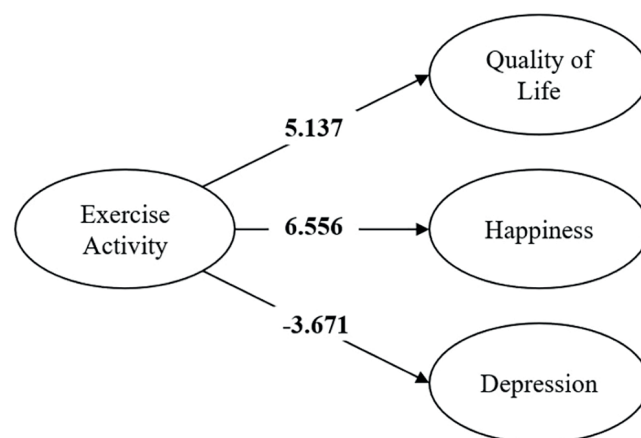 Quality of
Life
5.137
Exercise
Activity
6.556
Happiness
-3.671
Depression